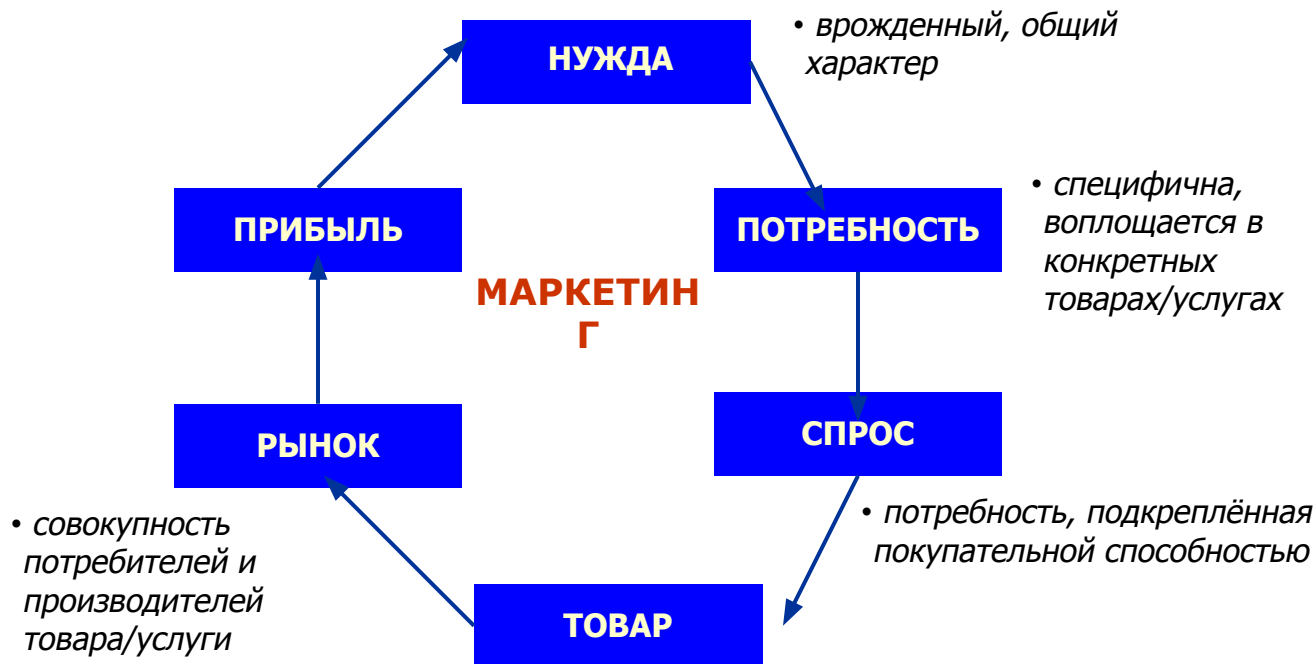 НУЖДА
• врожденный, общий
характер
ПРИБЫЛЬ
ПОТРЕБНОСТЬ
• специфична,
воплощается в
конкретных
товарах/услугах
МАРКЕТИН
Г
РЫНОК
СПРОС
• совокупность
потребителей и
производителей
товара/услуги
• потребность, подкреплённая
покупательной способностью
ТОВАР